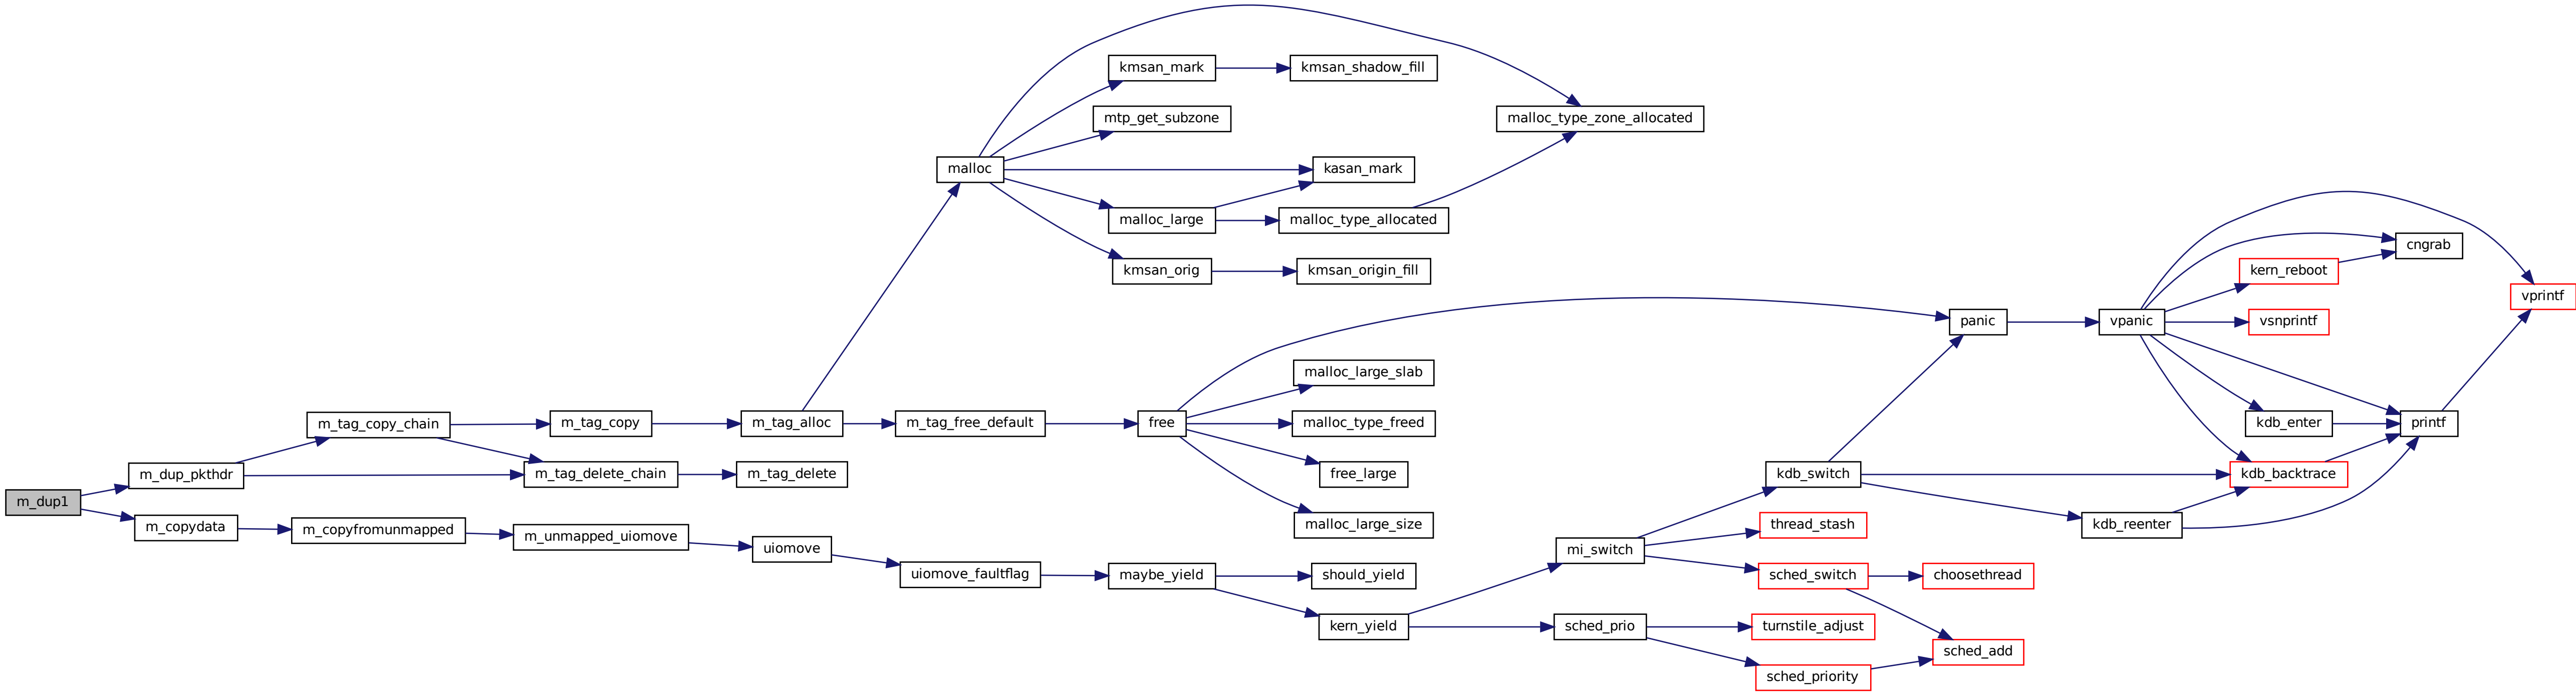 m_dup1
m_dup_pkthdr
m_copydata
m_tag_copy_chain
m_copyfromunmapped
m_tag_copy
m_tag_delete_chain
m_unmapped_uiomove
m_tag_alloc
m_tag_delete
uiomove
malloc
m_tag_free_default
uiomove_faultflag
kmsan_mark
mtp_get_subzone
malloc_large
kmsan_orig
free
maybe_yield
kmsan_shadow_fill
kasan_mark
malloc_type_allocated
kmsan_origin_fill
malloc_large_slab
malloc_type_freed
free_large
malloc_large_size
should_yield
kern_yield
malloc_type_zone_allocated
mi_switch
sched_prio
kdb_switch
thread_stash
sched_switch
turnstile_adjust
sched_priority
panic
choosethread
sched_add
vpanic
kdb_reenter
kern_reboot
vsnprintf
kdb_enter
kdb_backtrace
cngrab
printf
vprintf